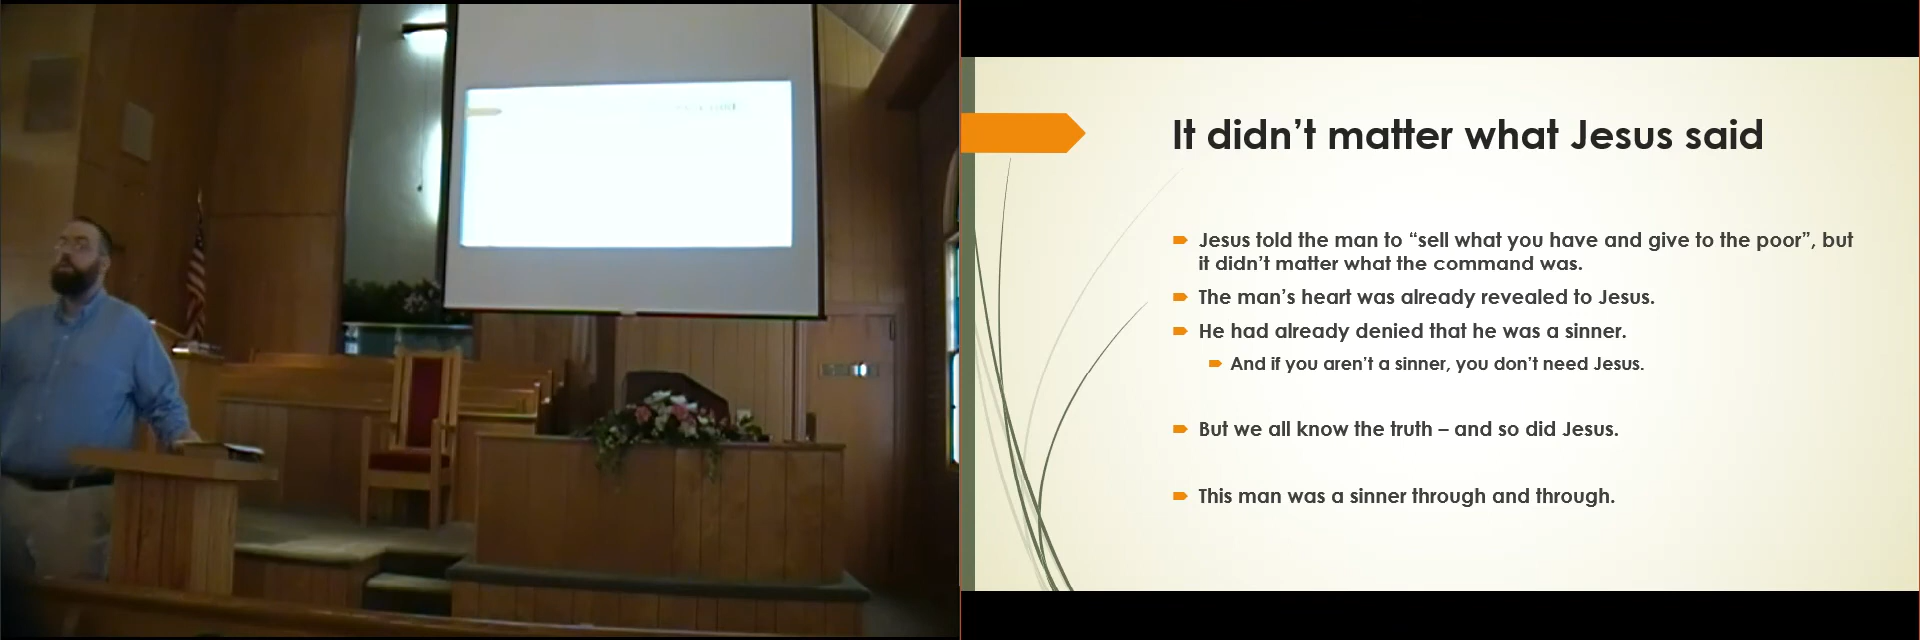 It didn’t matter what Jesus said
Jesus told the man to “sell what you have and give to the poor”, but
it didn’t matter what the command was.
The man’s heart was already revealed to Jesus.
He had already denied that he was a sinner.
And if you aren’t a sinner, you don’t need Jesus.
But we all know the truth – and so did Jesus.
This man was a sinner through and through.